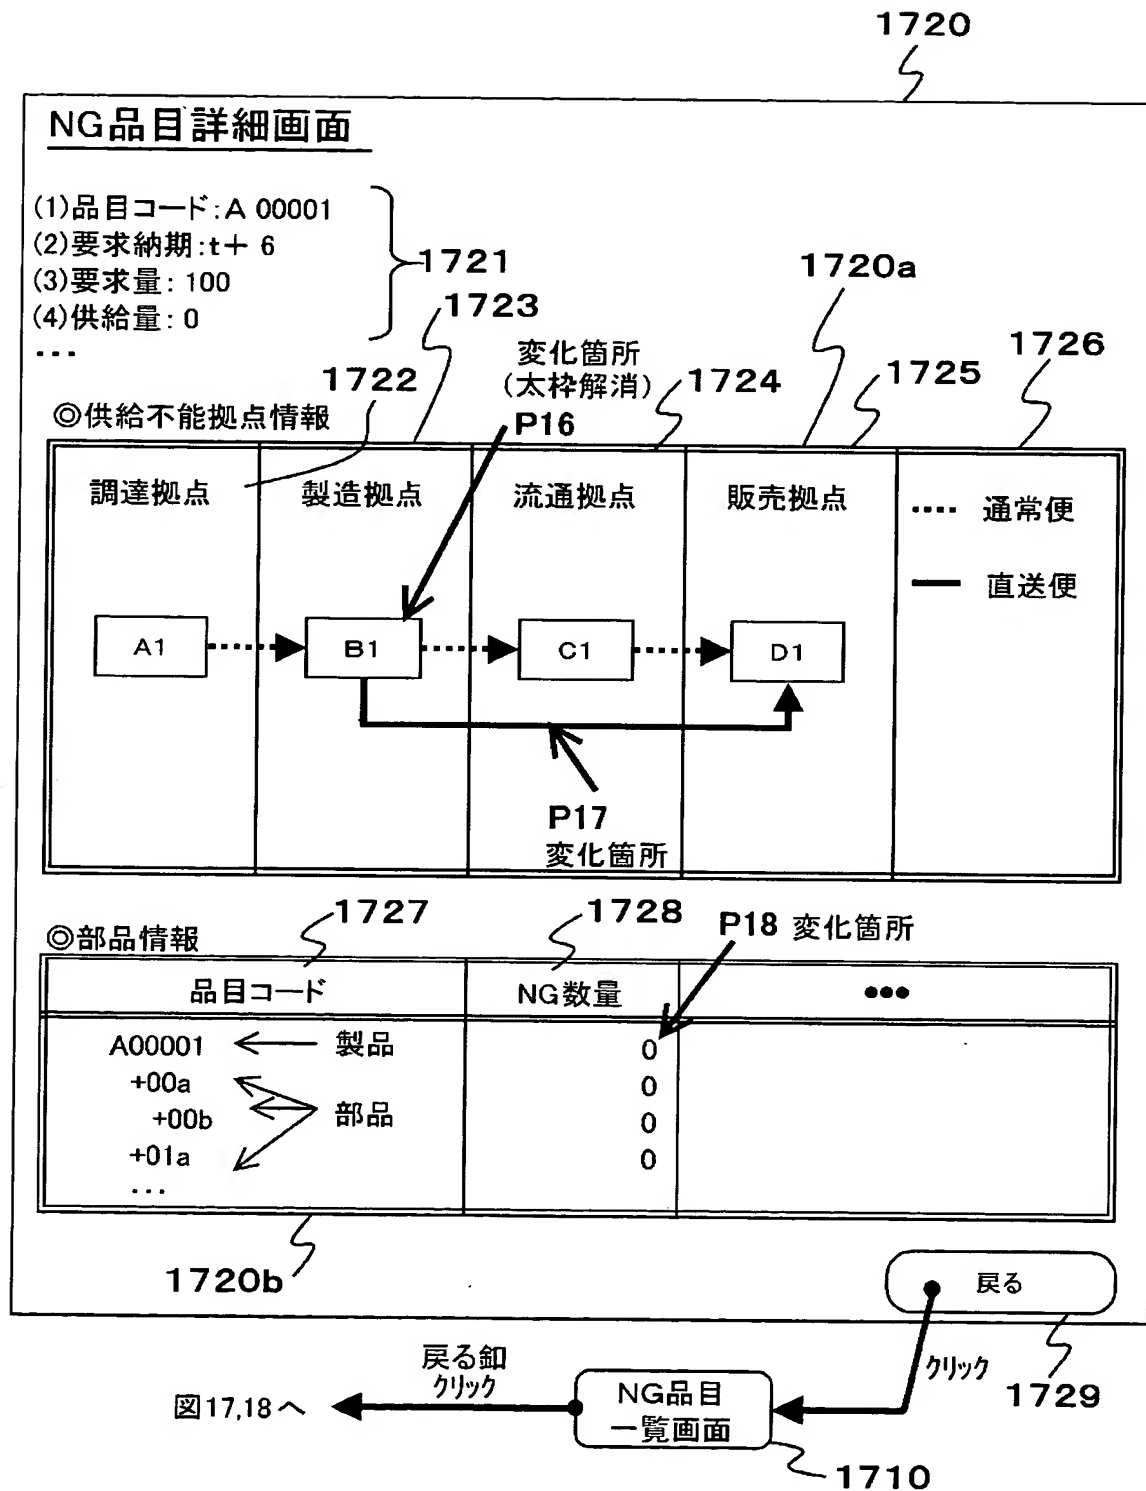 1720
NG品目詳細画面
(1)品目コード:A 00001
(2)要求納期:t+ 6
(3)要求量: 100
(4)供給量: 0
・・・
1721
1723
1720a
1726
変化箇所
(太枠解消)
P16
1722
1724
1725
◎供給不能拠点情報
調達拠点 製造拠点 流通拠点 販売拠点
通常便
直送便
A1 B1 C1 D1
P17
変化箇所
◎部品情報
1727
1728
P18 変化箇所
品目コード NG数量 ●●●
A00001 製品 0
+00a 0
+00b 部品 0
+01a 0
・・・
1720b
戻る
戻る釦
クリック
クリック
1729
図17,18へ
NG品目
一覧画面
1710